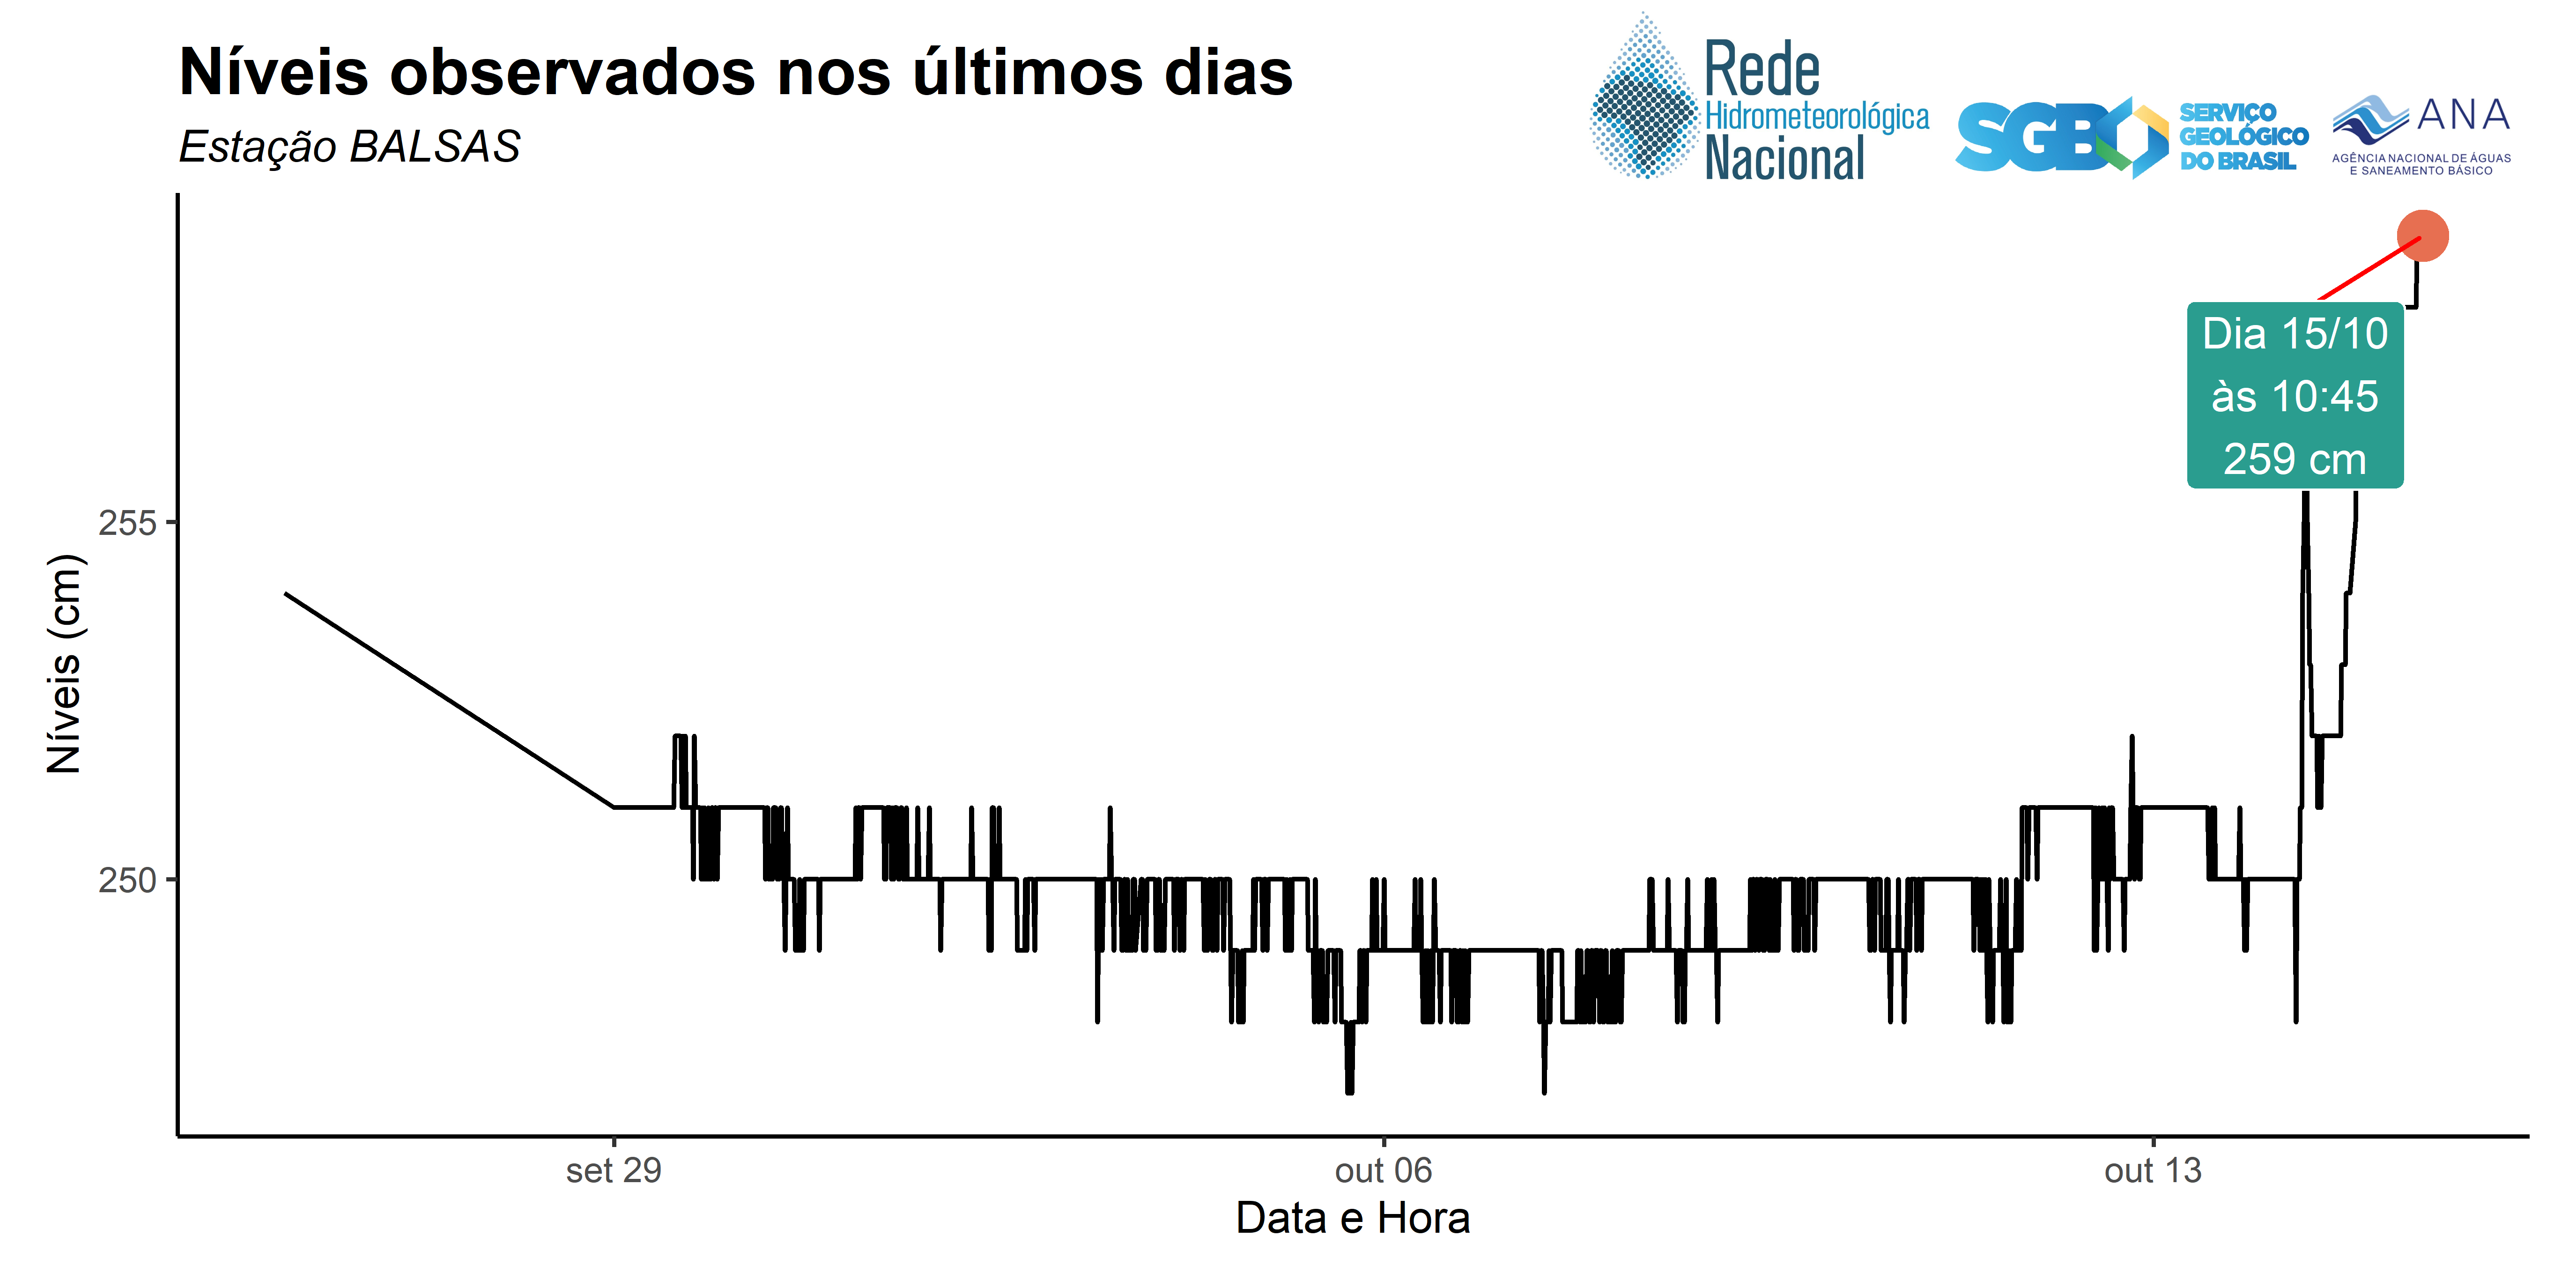 Níveis observados nos últimos dias
Estação BALSAS
Rede
Hidrometeorológica
Nacional
SGB
SERVIÇO
GEOLÓGICO
DO BRASIL
ANA
AGÊNCIA NACIONAL DE ÁGUAS
E SANEAMENTO BÁSICO
Dia 15/10
às 10:45
259 cm
255
250
Níveis (cm)
set 29
out 06
out 13
Data e Hora